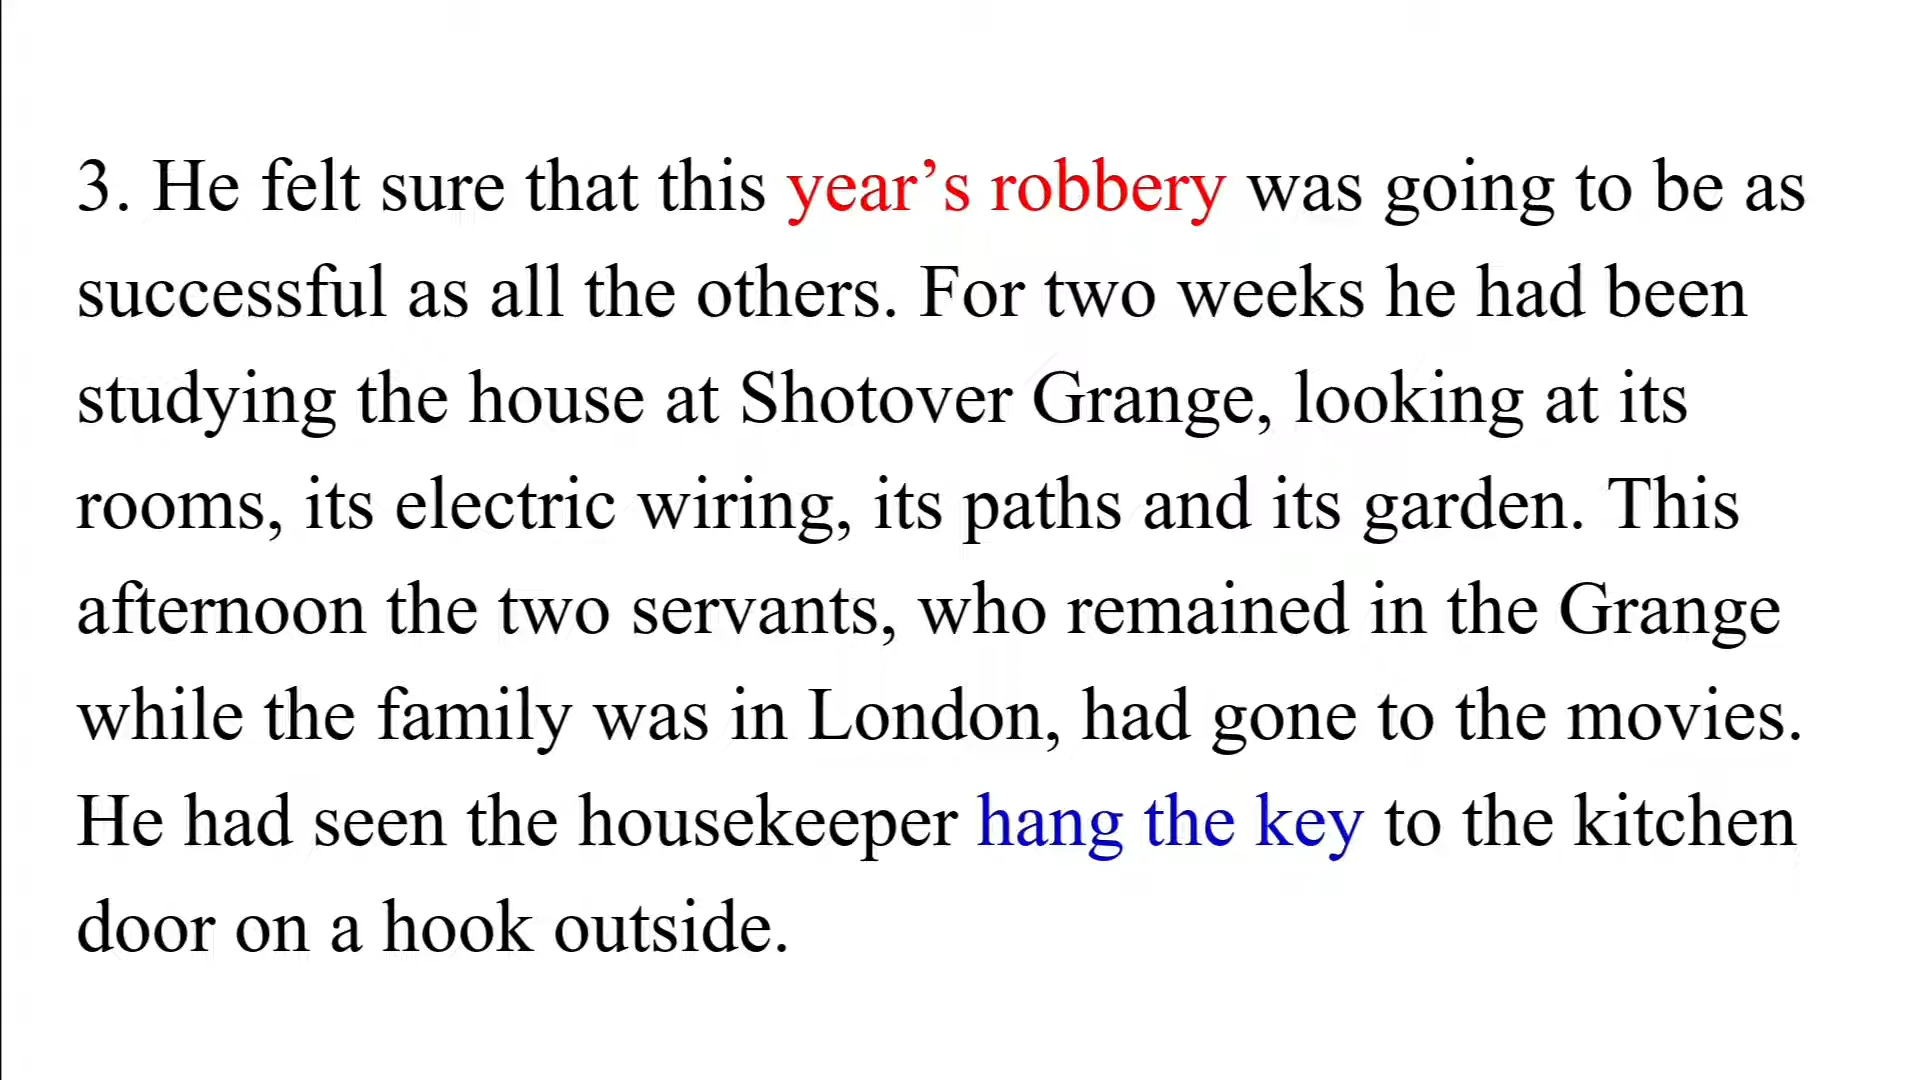 3. He felt sure that this year’s robbery was going to be as
successful as all the others. For two weeks he had been
studying the house at Shotover Grange, looking at its
rooms, its electric wiring, its paths and its garden. This
afternoon the two servants, who remained in the Grange
while the family was in London, had gone to the movies.
He had seen the housekeeper hang the key to the kitchen
door on a hook outside.